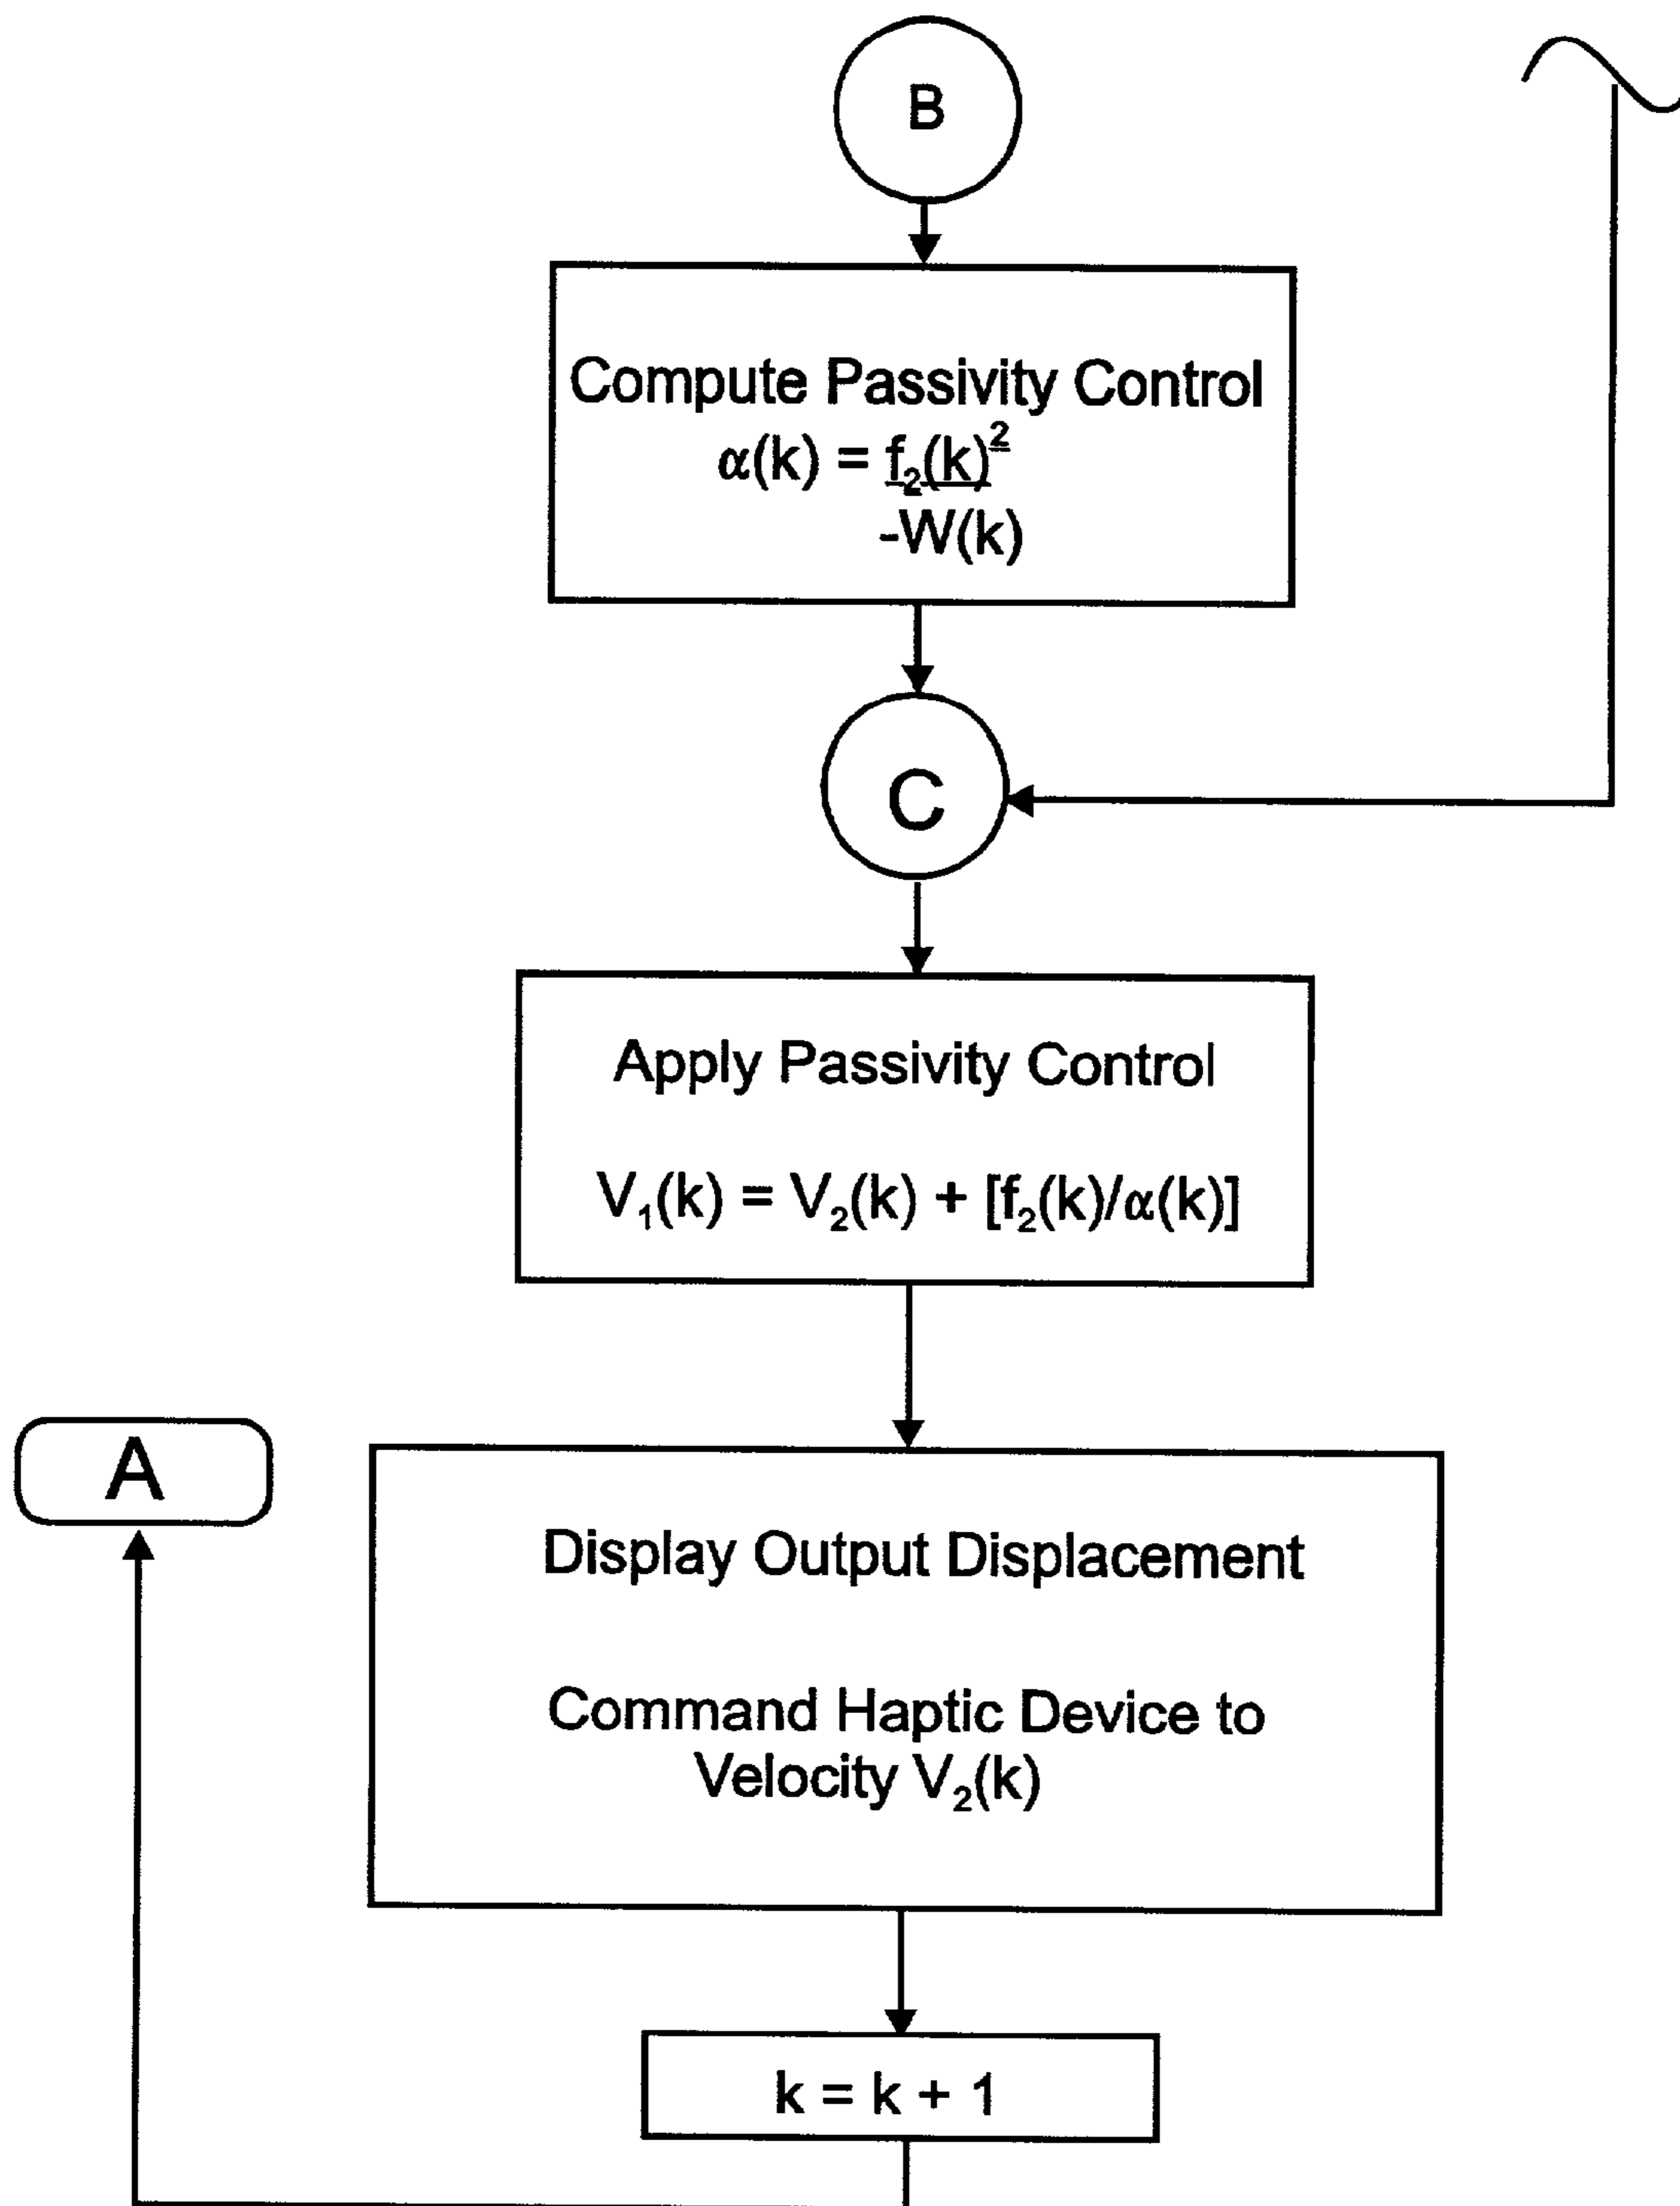 B
Compute Passivity Control
α(k) = f₂(k)²
-W(k)
C
Apply Passivity Control
V₁(k) = V₂(k) + [f₂(k)/α(k)]
A
Display Output Displacement
Command Haptic Device to
Velocity V₂(k)
k = k + 1